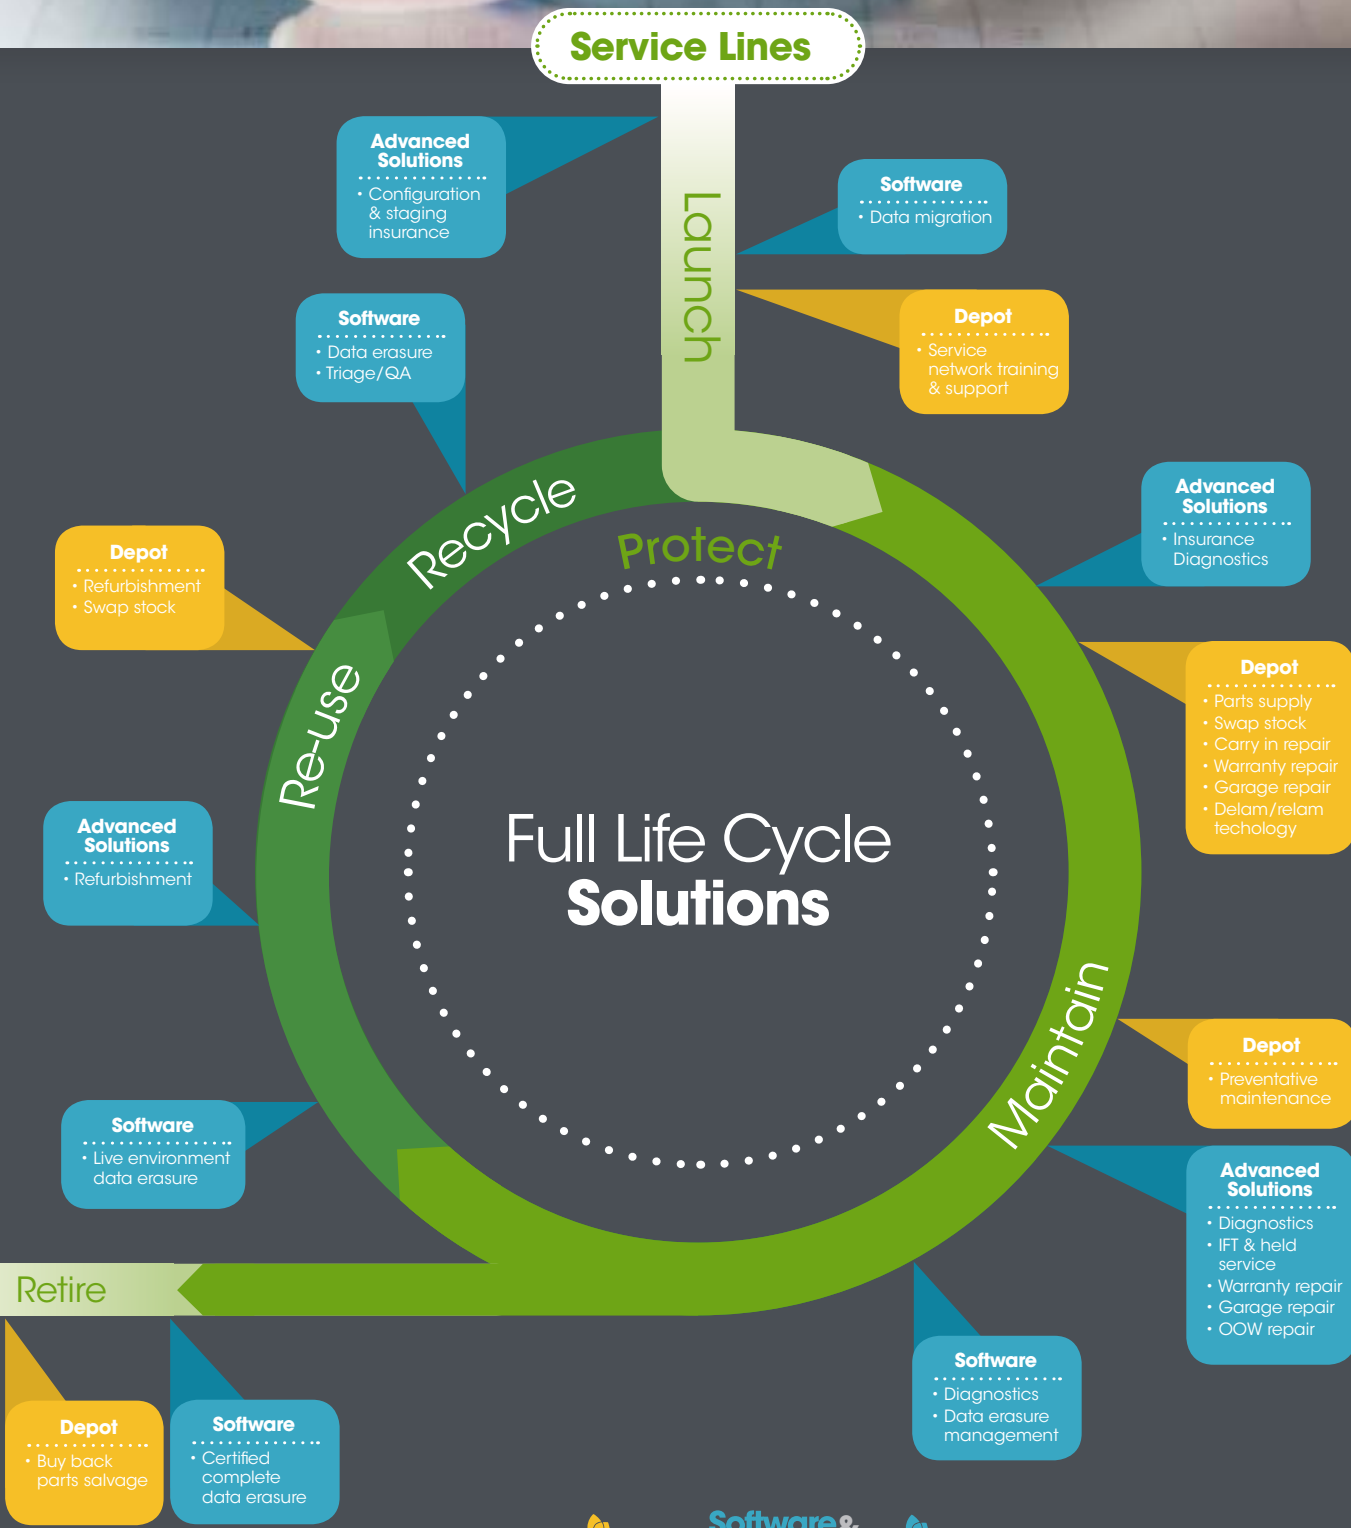 Service Lines
Advanced
Solutions
• Configuration
& staging
insurance
Launch
Software
• Data migration
Depot
• Service
network training
& support
Software
• Data erasure
• Triage/QA
Recycle
Protect
Advanced
Solutions
• Insurance
Diagnostics
Depot
• Refurbishment
• Swap stock
Re-use
Depot
• Parts supply
• Swap stock
• Carry in repair
• Warranty repair
• Garage repair
• Delam/relam
techology
Advanced
Solutions
• Refurbishment
Full Life Cycle
Solutions
Maintain
Depot
• Preventative
maintenance
Software
• Live environment
data erasure
Advanced
Solutions
• Diagnostics
• IFT & held
service
• Warranty repair
• Garage repair
• OOW repair
Retire
Software
• Diagnostics
• Data erasure
management
Depot
• Buy back
parts salvage
Software
• Certified
complete
data erasure
Software&